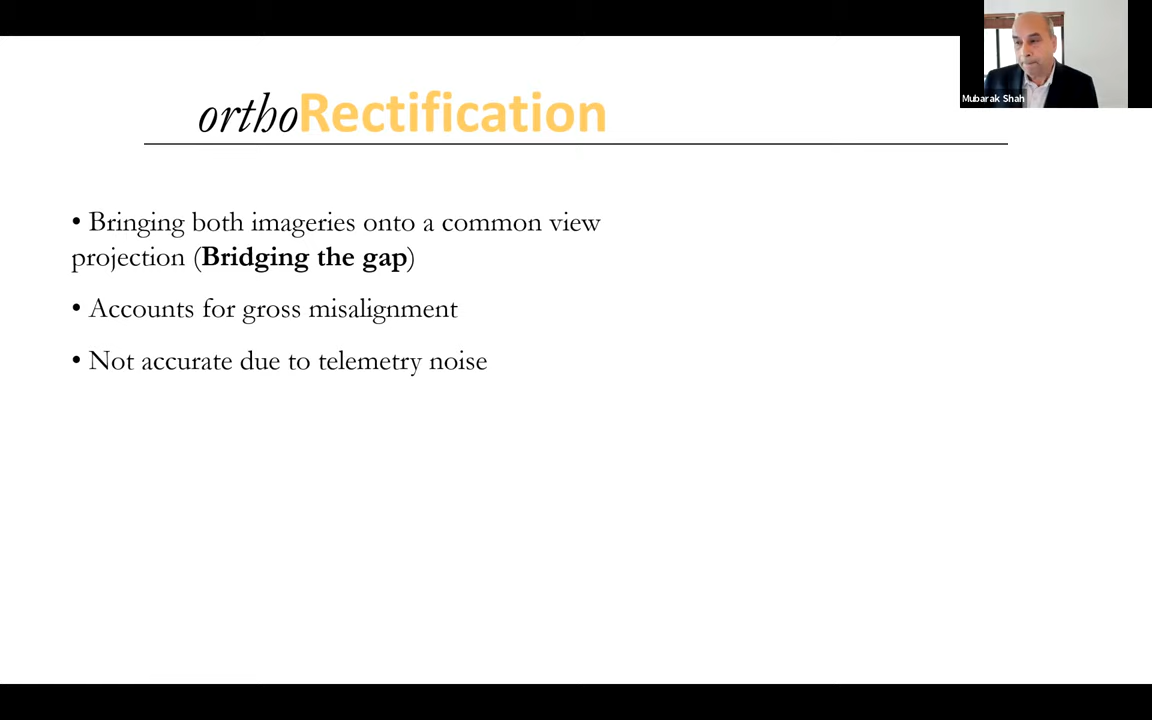 orthoRectification
• Bringing both imageries onto a common view
projection (Bridging the gap)
• Accounts for gross misalignment
• Not accurate due to telemetry noise
Mubarak Shah